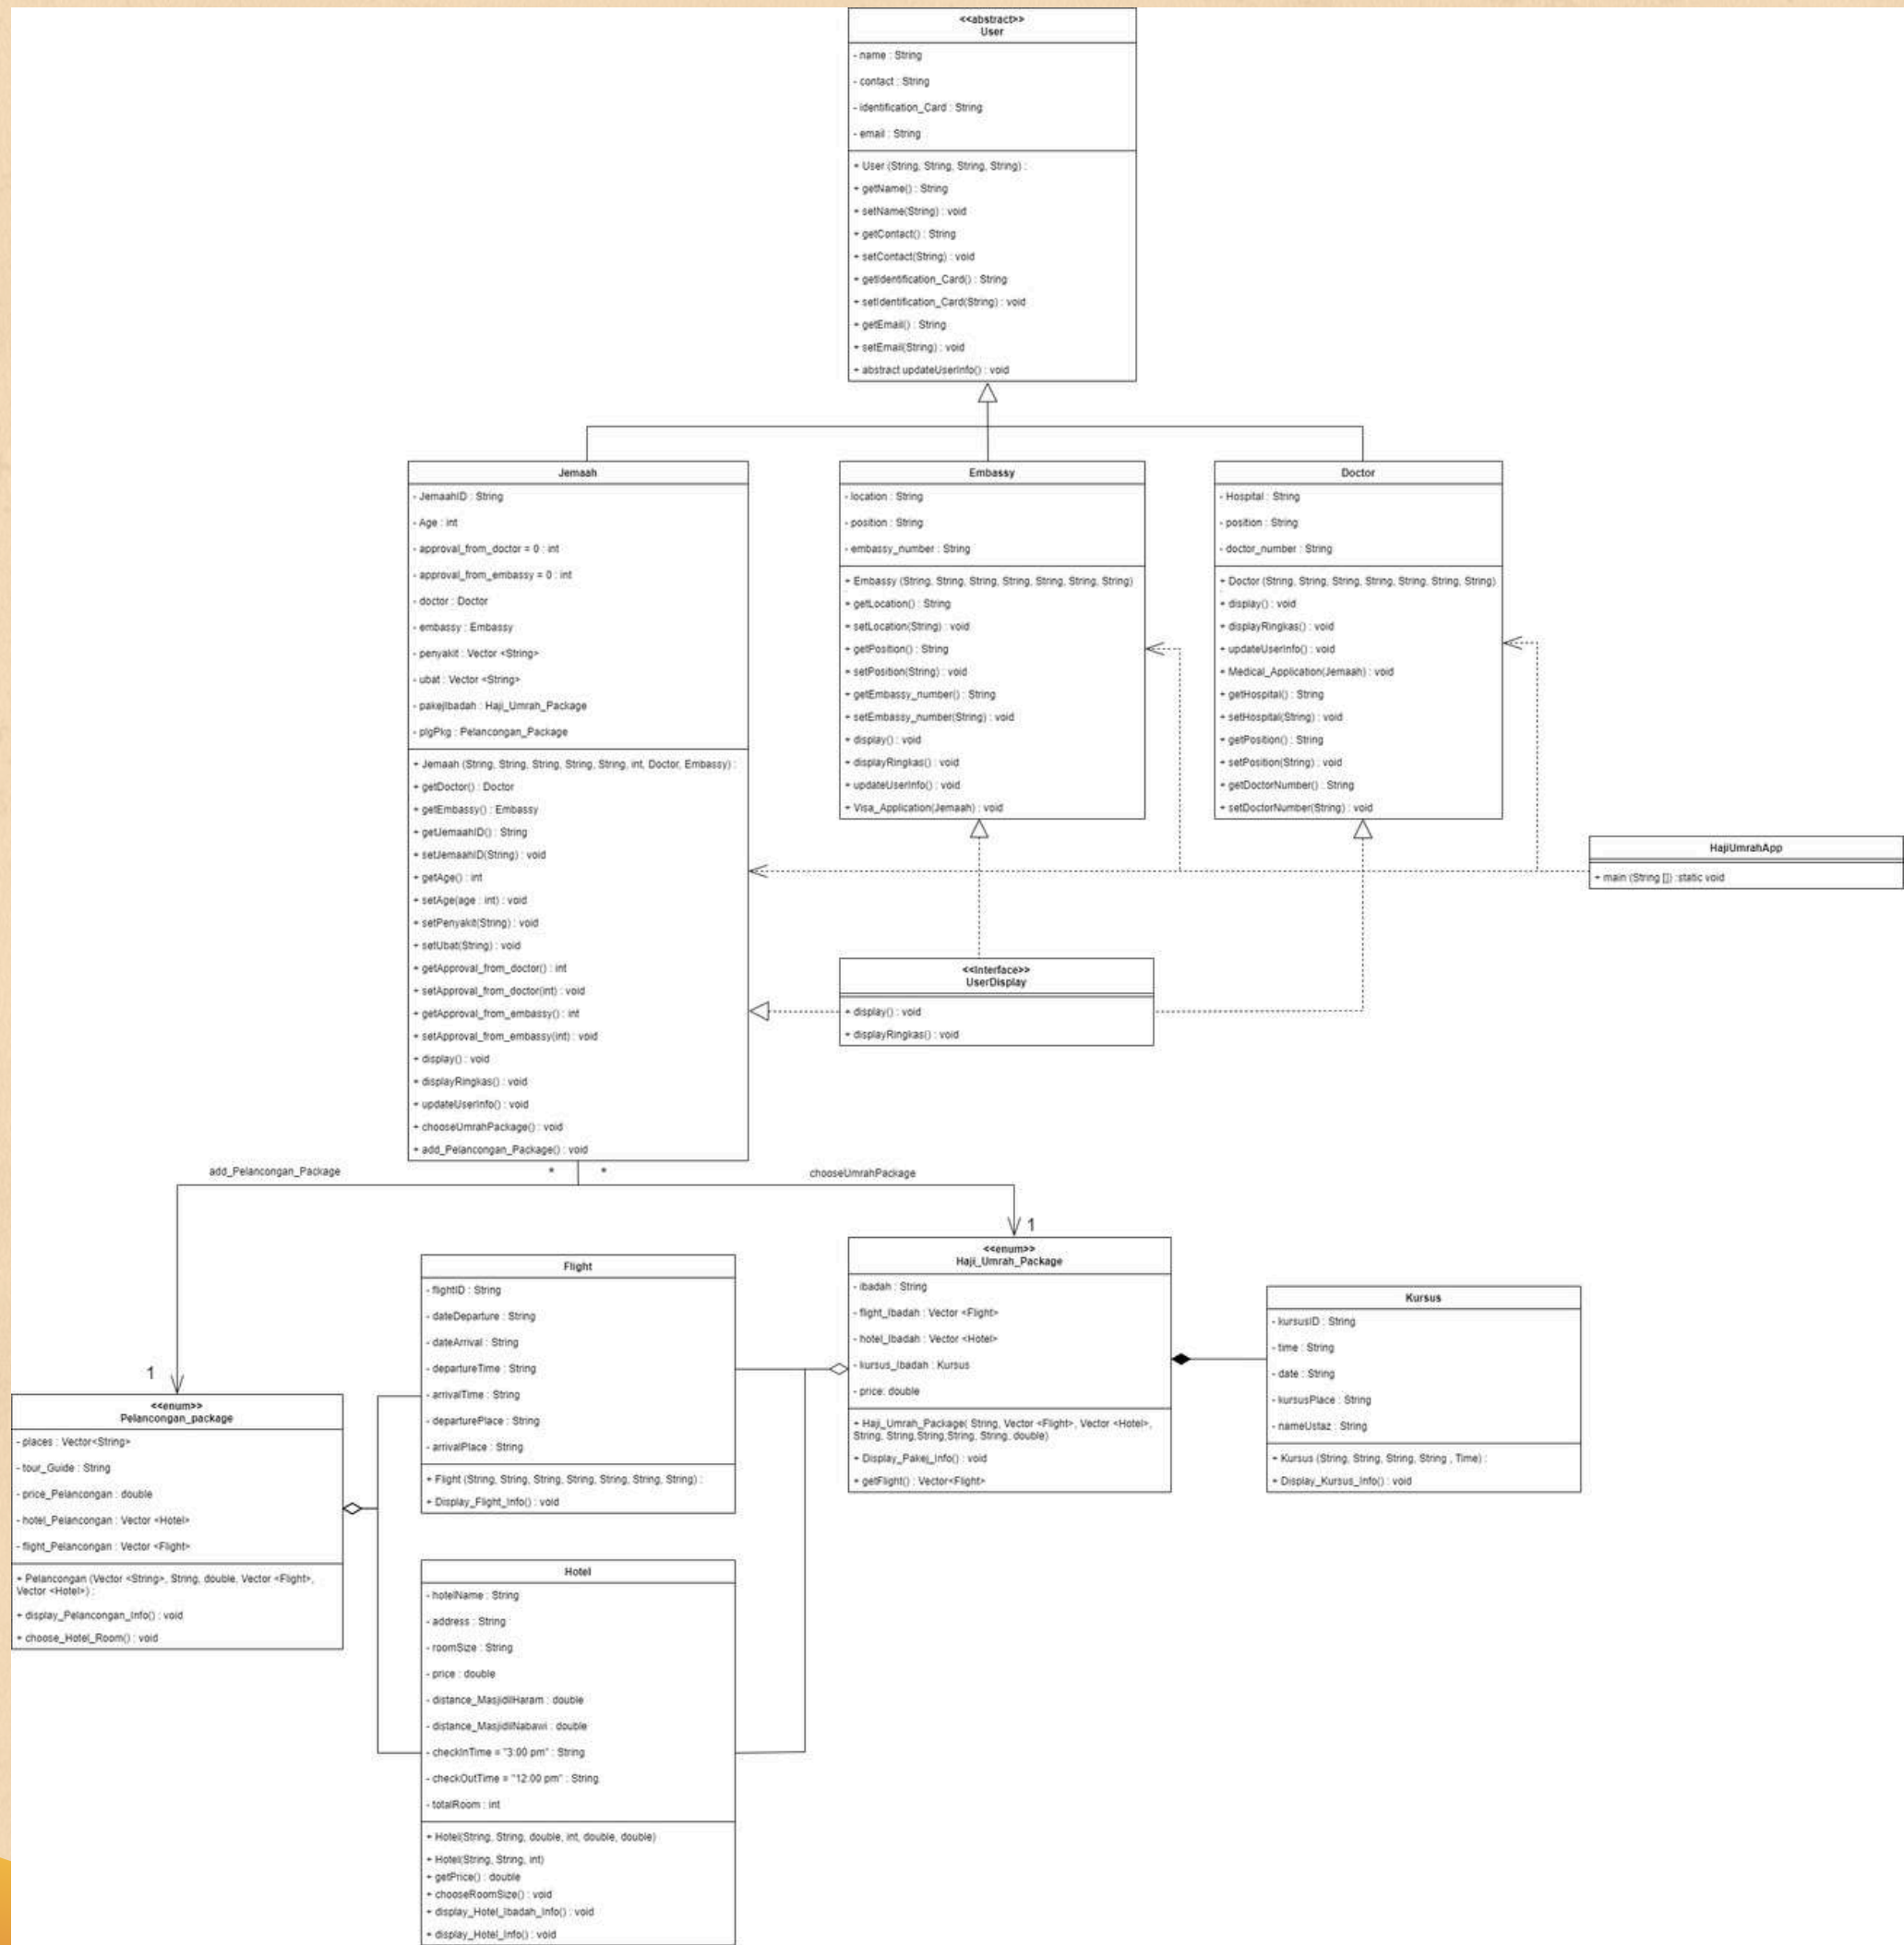 <<abstract>>
User
- name : String
- contact : String
- identification_Card : String
- email : String
+ User (String, String, String, String) :
+ getName() : String
+ setName(String) : void
+ getContact() : String
+ setContact(String) : void
+ getIdentification_Card() : String
+ setIdentification_Card(String) : void
+ getEmail() : String
+ setEmail(String) : void
+ abstract updateUserInfo() : void
Jemaah
- JemaahID : String
- Age : int
- approval_from_doctor = 0 : int
- approval_from_embassy = 0 : int
- doctor : Doctor
- embassy : Embassy
- penyakit : Vector <String>
- ubat : Vector <String>
- pakejIbadah : Haji_Umrah_Package
- plgPkg : Pelancongan_Package
+ Jemaah (String, String, String, String, String, int, Doctor, Embassy) :
+ getDoctor() : Doctor
+ getEmbassy() : Embassy
+ getJemaahID() : String
+ setJemaahID(String) : void
+ getAge() : int
+ setAge(age : int) : void
+ setPenyakit(String) : void
+ setUbat(String) : void
+ getApproval_from_doctor() : int
+ setApproval_from_doctor(int) : void
+ getApproval_from_embassy() : int
+ setApproval_from_embassy(int) : void
+ display() : void
+ displayRingkas() : void
+ updateUserInfo() : void
+ chooseUmrahPackage() : void
+ add_Pelancongan_Package() : void
Embassy
- location : String
- position : String
- embassy_number : String
+ Embassy (String, String, String, String, String, String, String)
:
+ getLocation() : String
+ setLocation(String) : void
+ getPosition() : String
+ setPosition(String) : void
+ getEmbassy_number() : String
+ setEmbassy_number(String) : void
+ display() : void
+ displayRingkas() : void
+ updateUserInfo() : void
+ Visa_Application(Jemaah) : void
Doctor
- Hospital : String
- position : String
- doctor_number : String
+ Doctor (String, String, String, String, String, String, String)
:
+ display() : void
+ displayRingkas() : void
+ updateUserInfo() : void
+ Medical_Application(Jemaah) : void
+ getHospital() : String
+ setHospital(String) : void
+ getPosition() : String
+ setPosition(String) : void
+ getDoctorNumber() : String
+ setDoctorNumber(String) : void
HajiUmrahApp
+ main (String []) :static void
<<Interface>>
UserDisplay
+ display() : void
+ displayRingkas() : void
add_Pelancongan_Package
* *
chooseUmrahPackage
1
1
<<enum>>
Pelancongan_package
- places : Vector<String>
- tour_Guide : String
- price_Pelancongan : double
- hotel_Pelancongan : Vector <Hotel>
- flight_Pelancongan : Vector <Flight>
+ Pelancongan (Vector <String>, String, double, Vector <Flight>,
Vector <Hotel>) :
+ display_Pelancongan_Info() : void
+ choose_Hotel_Room() : void
Flight
- flightID : String
- dateDeparture : String
- dateArrival : String
- departureTime : String
- arrivalTime : String
- departurePlace : String
- arrivalPlace : String
+ Flight (String, String, String, String, String, String, String) :
+ Display_Flight_Info() : void
Hotel
- hotelName : String
- address : String
- roomSize : String
- price : double
- distance_MasjidilHaram : double
- distance_MasjidilNabawi : double
- checkInTime = "3:00 pm" : String
- checkOutTime = "12:00 pm" : String
- totalRoom : int
+ Hotel(String, String, double, int, double, double)
+ Hotel(String, String, int)
+ getPrice() : double
+ chooseRoomSize() : void
+ display_Hotel_Ibadah_Info() : void
+ display_Hotel_Info() : void
<<enum>>
Haji_Umrah_Package
- ibadah : String
- flight_Ibadah : Vector <Flight>
- hotel_Ibadah : Vector <Hotel>
- kursus_Ibadah : Kursus
- price: double
+ Haji_Umrah_Package( String, Vector <Flight>, Vector <Hotel>,
String, String,String,String, String, double)
+ Display_Pakej_Info() : void
+ getFlight() : Vector<Flight>
Kursus
- kursusID : String
- time : String
- date : String
- kursusPlace : String
- nameUstaz : String
+ Kursus (String, String, String, String , Time) :
+ Display_Kursus_Info() : void